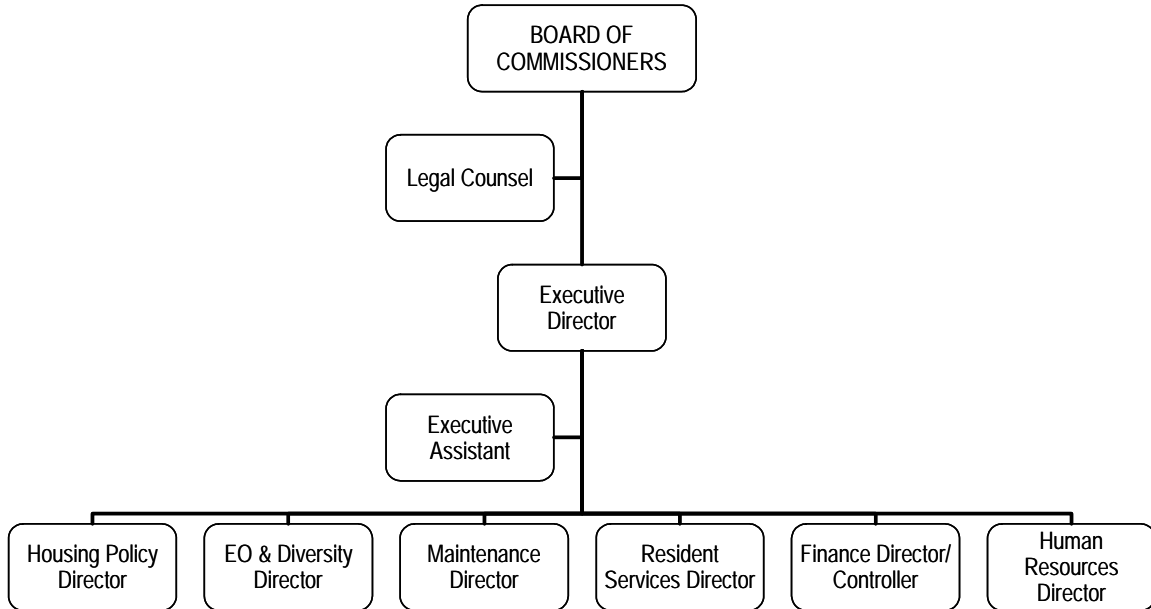 BOARD OF
COMMISSIONERS
Legal Counsel
Executive
Director
Executive
Assistant
Housing Policy
Director
EO & Diversity
Director
Maintenance
Director
Resident
Services Director
Finance Director/
Controller
Human
Resources
Director